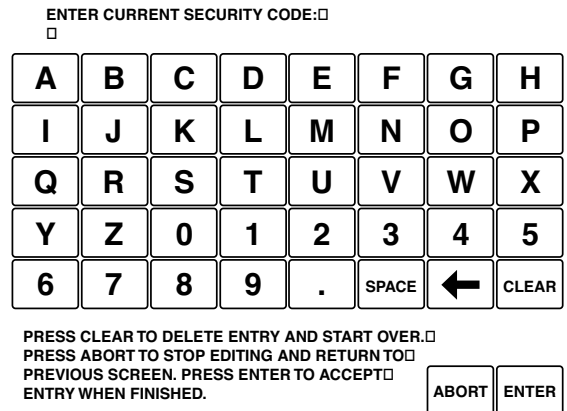 ENTER CURRENT SECURITY CODE:□
□
A B C D E F G H
I J K L M N O P
Q R S T U V W X
Y Z 0 1 2 3 4 5
6 7 8 9 . SPACE ← CLEAR
PRESS CLEAR TO DELETE ENTRY AND START OVER.□
PRESS ABORT TO STOP EDITING AND RETURN TO□
PREVIOUS SCREEN. PRESS ENTER TO ACCEPT□
ENTRY WHEN FINISHED.
ABORT ENTER